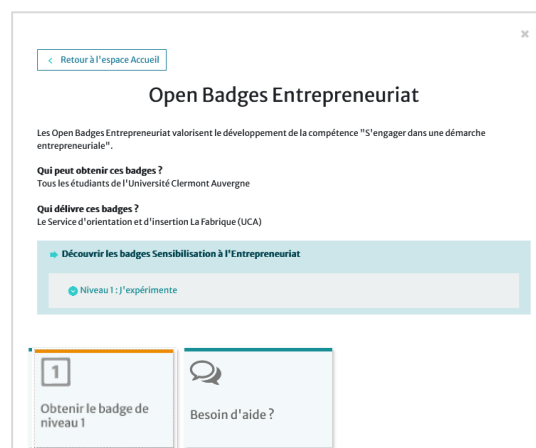 Retour à l'espace Accueil
Open Badges Entrepreneuriat
Les Open Badges Entrepreneuriat valorisent le développement de la compétence "S'engager dans une démarche
entrepreneuriale".
Qui peut obtenir ces badges ?
Tous les étudiants de l'Université Clermont Auvergne
Qui délivre ces badges ?
Le Service d'orientation et d'insertion La Fabrique (UCA)
Découvrir les badges Sensibilisation à l'Entrepreneuriat
Niveau 1 : J'expérimente
1
Obtenir le badge de
niveau 1
Besoin d'aide ?